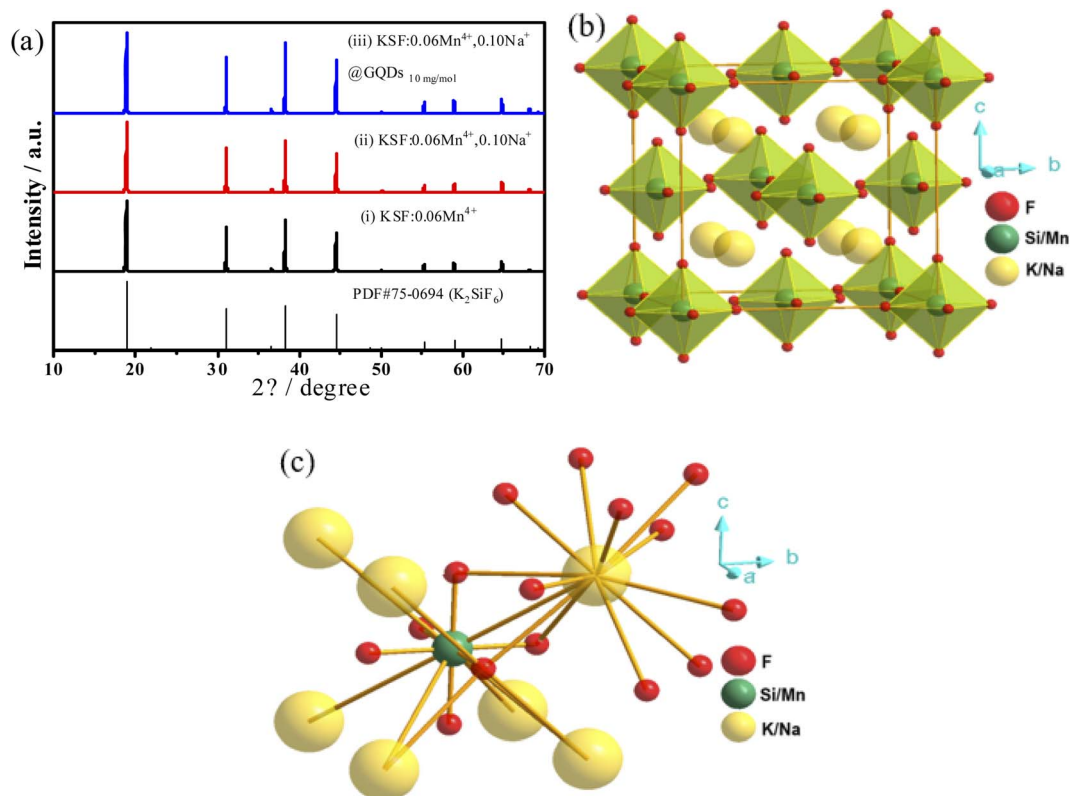 (a)
(iii) KSF:0.06Mn⁴⁺,0.10Na⁺
@GQDs ₁₀ ₘg/ₘₒₗ
(ii) KSF:0.06Mn⁴⁺,0.10Na⁺
(i) KSF:0.06Mn⁴⁺
PDF#75-0694 (K₂SiF₆)
Intensity / a.u.
10 20 30 40 50 60 70
2? / degree
(b)
c
a b
F
Si/Mn
K/Na
(c)
c
b
a
F
Si/Mn
K/Na